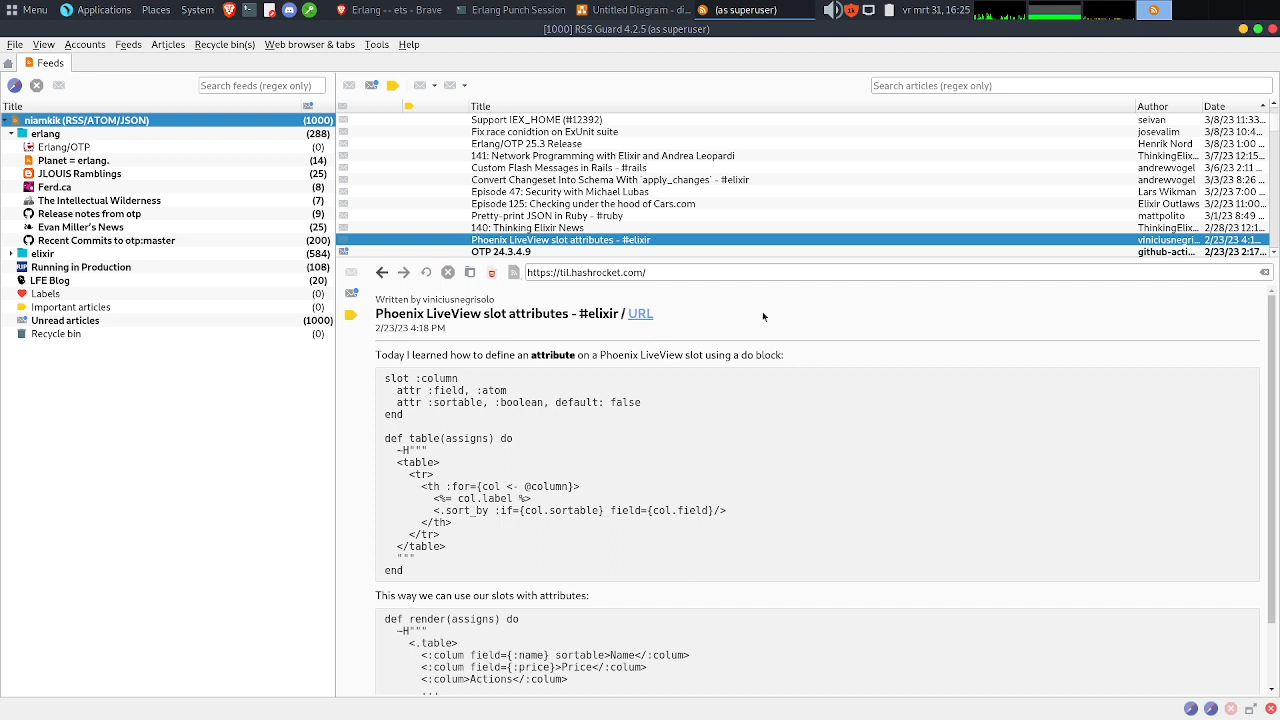 Menu Applications Places System Erlang -- ets - Brave Erlang Punch Session Untitled Diagram - di... (as superuser) vr mrt 31, 16:25
[1000] RSS Guard 4.2.5 (as superuser)
File View Accounts Feeds Articles Recycle bin(s) Web browser & tabs Tools Help
Feeds
Search feeds (regex only)
Search articles (regex only)
Title
niamkik (RSS/ATOM/JSON) (1000)
erlang (288)
Erlang/OTP (0)
Planet = erlang. (14)
JLOUIS Ramblings (25)
Ferd.ca (8)
The Intellectual Wilderness (7)
Release notes from otp (9)
Evan Miller's News (7)
Recent Commits to otp:master (200)
elixir (584)
Running in Production (108)
LFE Blog (20)
Labels (0)
Important articles (0)
Unread articles (1000)
Recycle bin (0)
Title Author Date
Support IEX_HOME (#12392) seivan 3/8/23 11:3...
Fix race conidtion on ExUnit suite josevalim 3/8/23 10:4...
Erlang/OTP 25.3 Release Henrik Nord 3/8/23 1:00 ...
141: Network Programming with Elixir and Andrea Leopardi ThinkingElix... 3/7/23 12:15...
Custom Flash Messages in Rails - #rails andrewvogel 3/4/23 11:3...
Convert Changeset Into Schema With `apply_changes` - #elixir andrewvogel 3/3/23 8:26 ...
Episode 47: Security with Michael Lubas Lars Wikman 3/2/23 7:00 ...
Episode 125: Checking under the hood of Cars.com Elixir Outlaws 3/2/23 11:00...
Pretty-print JSON in Ruby - #ruby mattpolito 3/1/23 8:49 ...
140: Thinking Elixir News ThinkingElix... 2/28/23 12:1...
Phoenix LiveView slot attributes - #elixir viniciusnegri... 2/23/23 4:1...
OTP 24.3.4.9 github-acti... 2/23/23 2:17...
https://til.hashrocket.com/
Written by viniciusnegrisolo
Phoenix LiveView slot attributes - #elixir / URL
2/23/23 4:18 PM
Today I learned how to define an attribute on a Phoenix LiveView slot using a do block:
slot :column
attr :field, :atom
attr :sortable, :boolean, default: false
end
def table(assigns) do
~H"""
<table>
<tr>
<th :for={col <- @column}>
<%= col.label %>
<.sort_by :if={col.sortable} field={col.field}/>
</th>
</tr>
</table>
"""
end
This way we can use our slots with attributes:
def render(assigns) do
~H"""
<.table>
<:colum field={:name} sortable>Name</:colum>
<:colum field={:price}>Price</:colum>
<:colum>Actions</:colum>
...